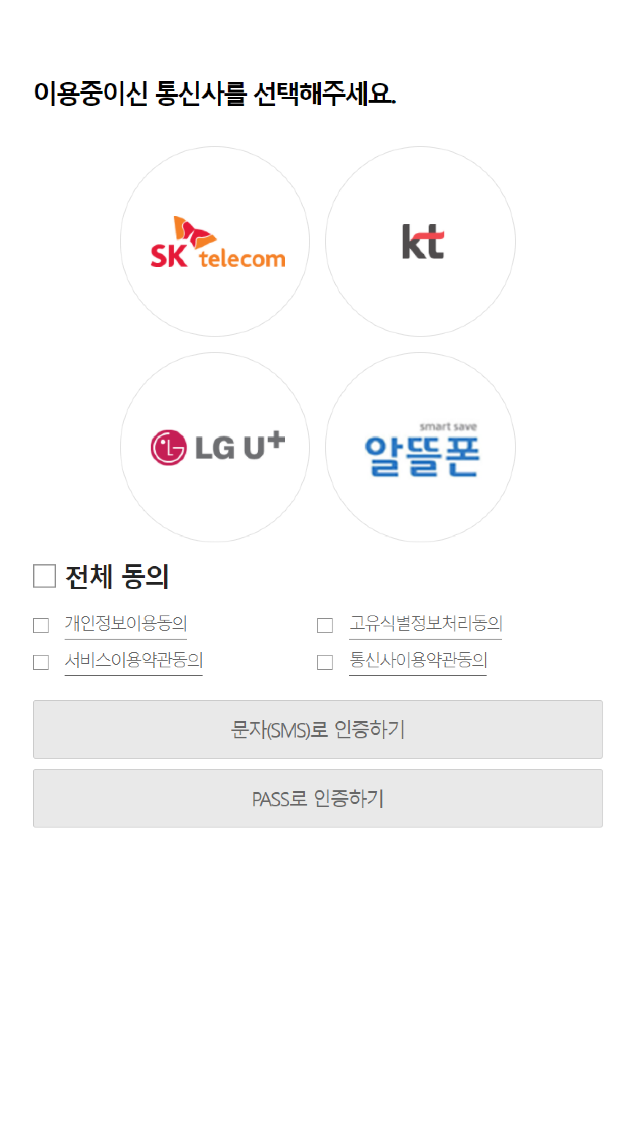 이용중이신 통신사를 선택해주세요.
SK telecom
kt
LG U+
smart save
알뜰폰
전체 동의
개인정보이용동의
고유식별정보처리동의
서비스이용약관동의
통신사이용약관동의
문자(SMS)로 인증하기
PASS로 인증하기